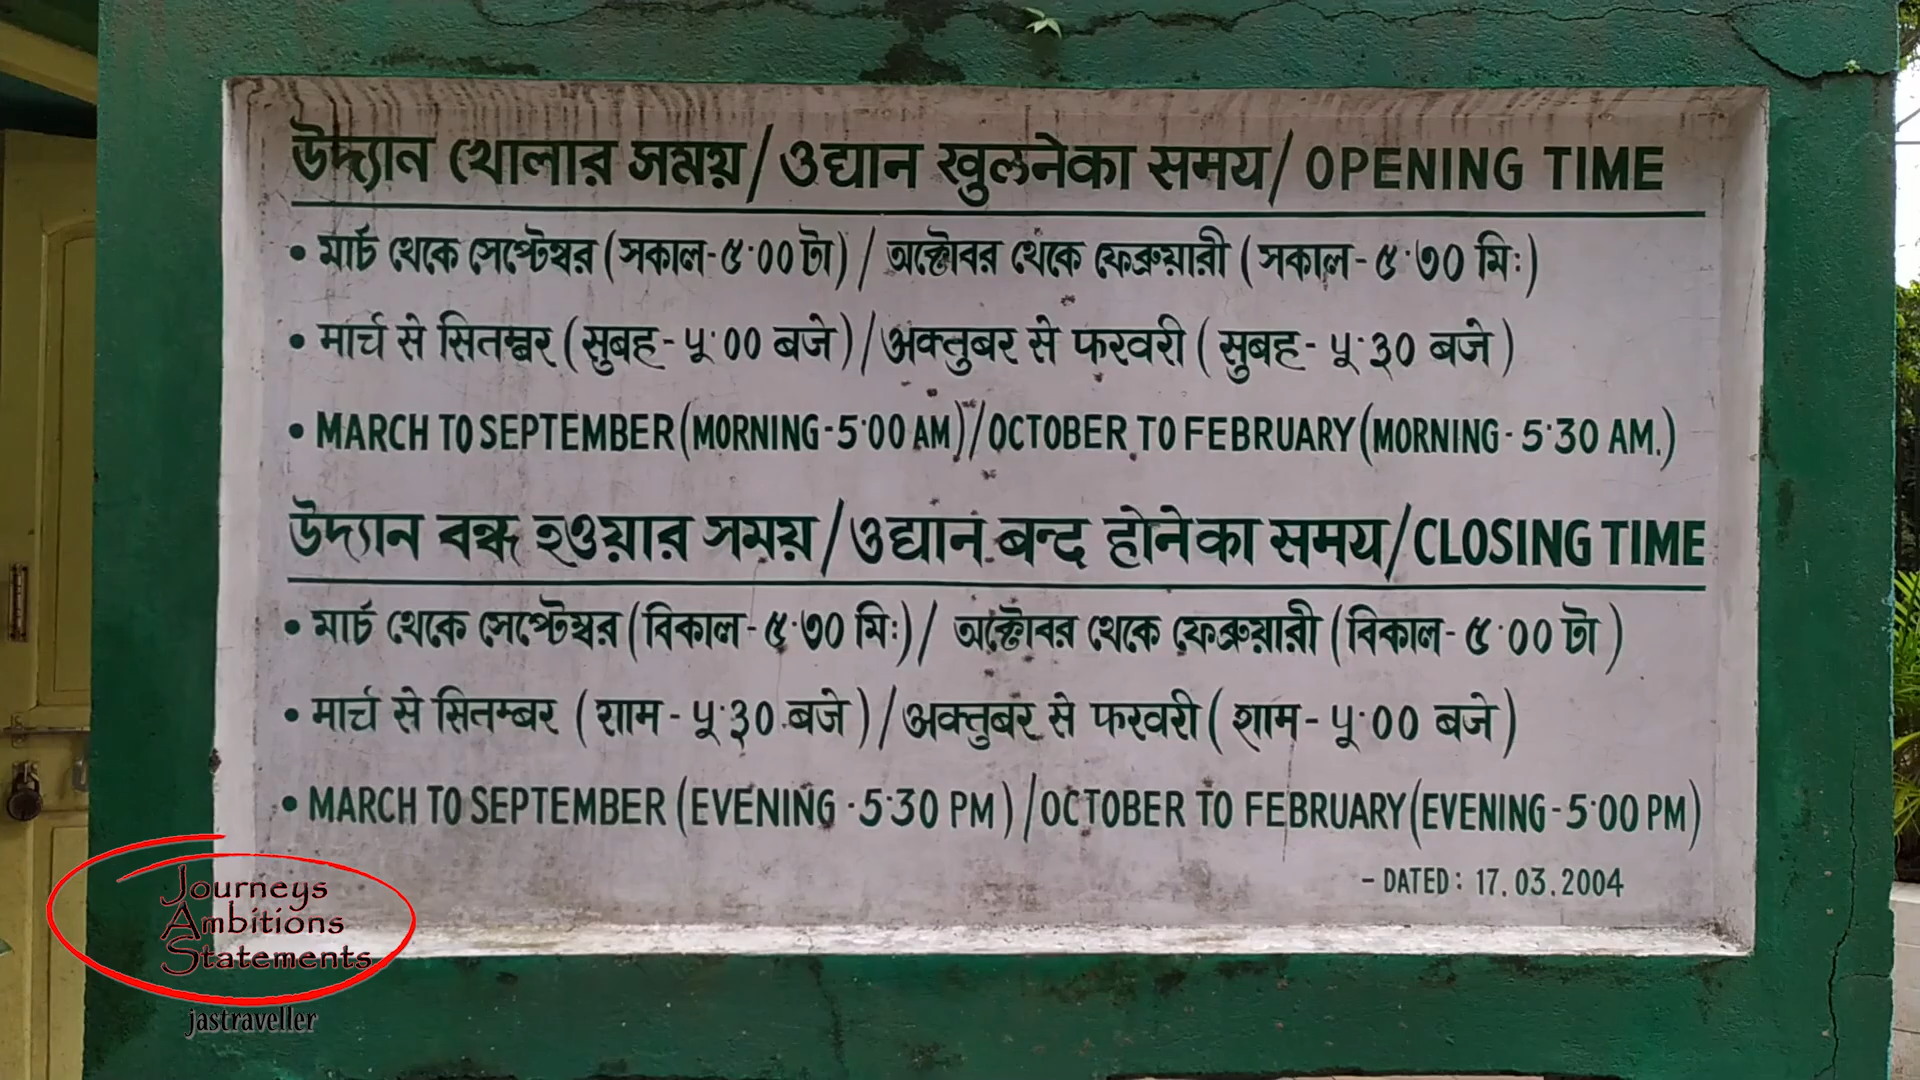 উদ্যান খোলার সময়/उद्यान खुलनेका समय/ OPENING TIME
• মার্চ থেকে সেপ্টেম্বর (সকাল-৫·০০ টা) / অক্টোবর থেকে ফেব্রুয়ারী (সকাল-৫·৩০ মিঃ)
• मार्च से सितम्बर (सुबह-५·०० बजे)/अक्तुबर से फरवरी (सुबह-५·३० बजे)
• MARCH TO SEPTEMBER (MORNING-5·00 AM)/OCTOBER TO FEBRUARY (MORNING-5·30 AM.)
উদ্যান বন্ধ হওয়ার সময়/उद्यान बन्द होनेका समय/CLOSING TIME
• মার্চ থেকে সেপ্টেম্বর (বিকাল-৫·৩০ মিঃ)/ অক্টোবর থেকে ফেব্রুয়ারী (বিকাল-৫·০০ টা)
• मार्च से सितम्बर (शाम-५·३० बजे)/अक्तुबर से फरवरी (शाम-५·०० बजे)
• MARCH TO SEPTEMBER (EVENING-5·30 PM)/OCTOBER TO FEBRUARY (EVENING-5·00 PM)
- DATED: 17.03.2004
Journeys
Ambitions
Statements
jastraveller